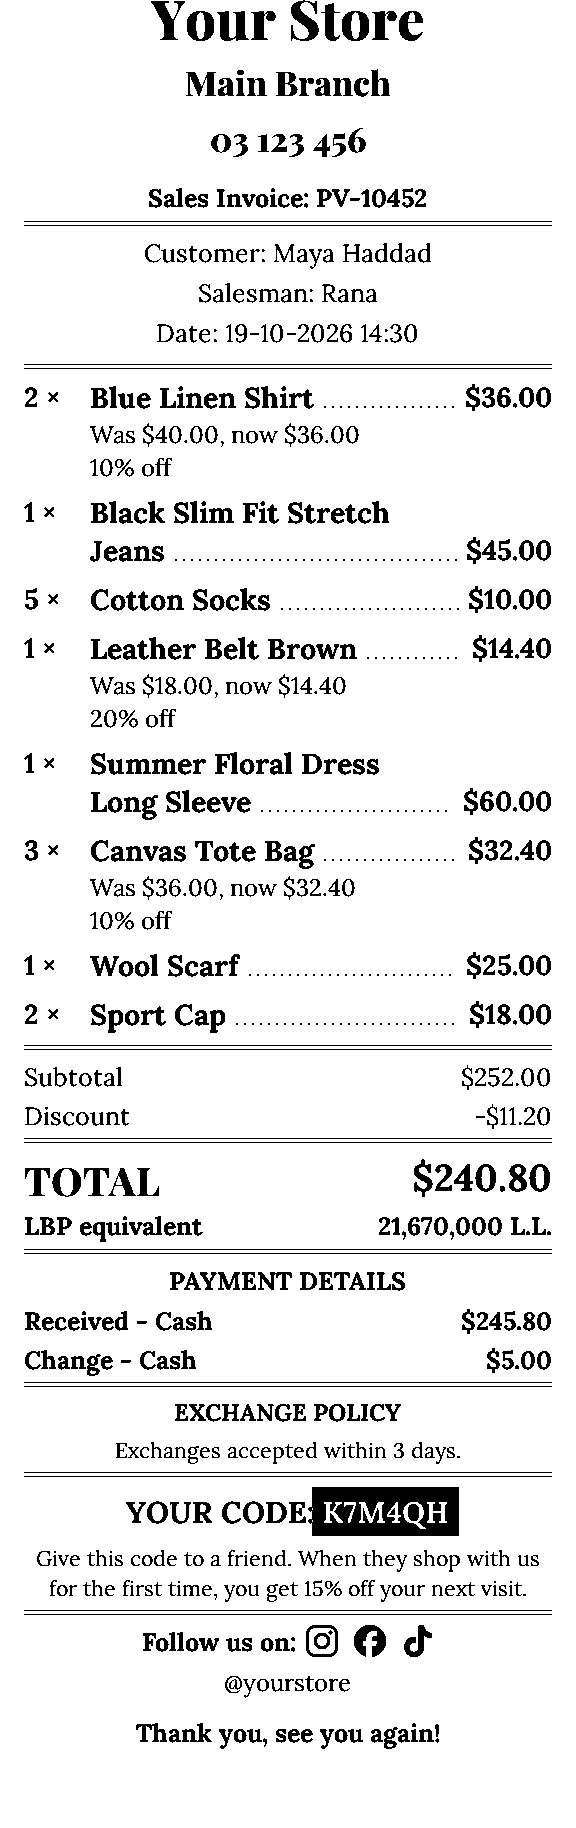 Your Store
Main Branch
03 123 456
Sales Invoice: PV-10452
Customer: Maya Haddad
Salesman: Rana
Date: 19-10-2026 14:30
2 × Blue Linen Shirt ................. $36.00
Was $40.00, now $36.00
10% off
1 × Black Slim Fit Stretch
Jeans .................................... $45.00
5 × Cotton Socks ....................... $10.00
1 × Leather Belt Brown ............ $14.40
Was $18.00, now $14.40
20% off
1 × Summer Floral Dress
Long Sleeve ........................ $60.00
3 × Canvas Tote Bag ................. $32.40
Was $36.00, now $32.40
10% off
1 × Wool Scarf .......................... $25.00
2 × Sport Cap ............................ $18.00
Subtotal $252.00
Discount -$11.20
TOTAL $240.80
LBP equivalent 21,670,000 L.L.
PAYMENT DETAILS
Received - Cash $245.80
Change - Cash $5.00
EXCHANGE POLICY
Exchanges accepted within 3 days.
YOUR CODE: K7M4QH
Give this code to a friend. When they shop with us
for the first time, you get 15% off your next visit.
Follow us on:
@yourstore
Thank you, see you again!